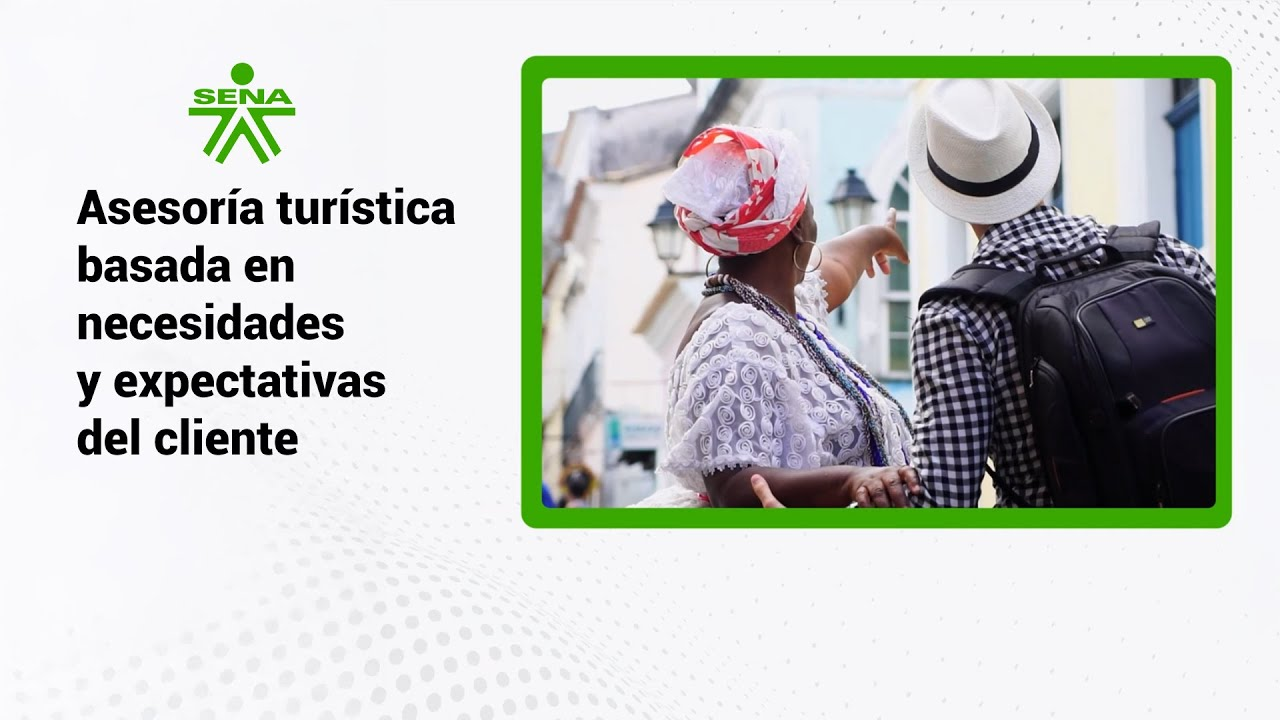 SENA
Asesoría turística
basada en
necesidades
y expectativas
del cliente